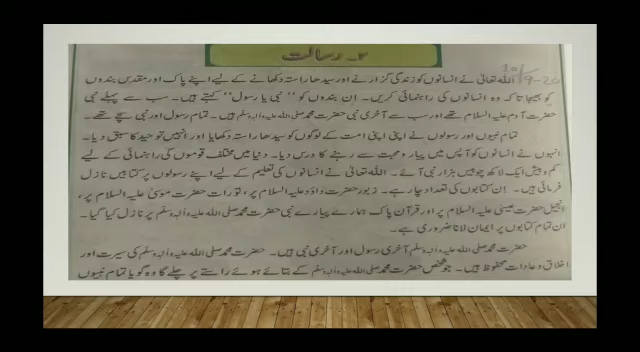 ۲۔ رسالت
10/9-20
اللہ تعالیٰ نے انسانوں کو زندگی گزارنے اور سیدھا راستہ دکھانے کے لیے اپنے پاک اور مقدس بندوں
کو بھیجا تاکہ وہ انسانوں کی راہنمائی کریں۔ اِن بندوں کو "نبی یا رسول" کہتے ہیں۔ سب سے پہلے نبی
حضرت آدم علیہ السلام تھے اور سب سے آخری نبی حضرت محمد صلی اللہ علیہ وآلہ وسلم ہیں۔ تمام رسول اور نبی سچے تھے۔
تمام نبیوں اور رسولوں نے اپنی اپنی امت کے لوگوں کو سیدھا راستہ دکھایا اور انہیں توحید کا سبق دیا۔
انہوں نے انسانوں کو آپس میں پیار و محبت سے رہنے کا درس دیا۔ دنیا میں مختلف قوموں کی راہنمائی کے لیے
کم و بیش ایک لاکھ چوبیس ہزار نبی آئے۔ اللہ تعالیٰ نے انسانوں کی تعلیم کے لیے اپنے رسولوں پر کتابیں نازل
فرمائی ہیں۔ اِن کتابوں کی تعداد چار ہے۔ زبور حضرت داؤد علیہ السلام پر، تورات حضرت موسیٰ علیہ السلام پر،
انجیل حضرت عیسیٰ علیہ السلام پر اور قرآن پاک ہمارے پیارے نبی حضرت محمد صلی اللہ علیہ وآلہ وسلم پر نازل کیا گیا۔
ان تمام کتابوں پر ایمان لانا ضروری ہے۔
حضرت محمد صلی اللہ علیہ وآلہ وسلم آخری رسول اور آخری نبی ہیں۔ حضرت محمد صلی اللہ علیہ وآلہ وسلم کی سیرت اور
اخلاق و عادات محفوظ ہیں۔ جو شخص حضرت محمد صلی اللہ علیہ وآلہ وسلم کے بتائے ہوئے راستے پر چلے گا وہ گویا تمام نبیوں